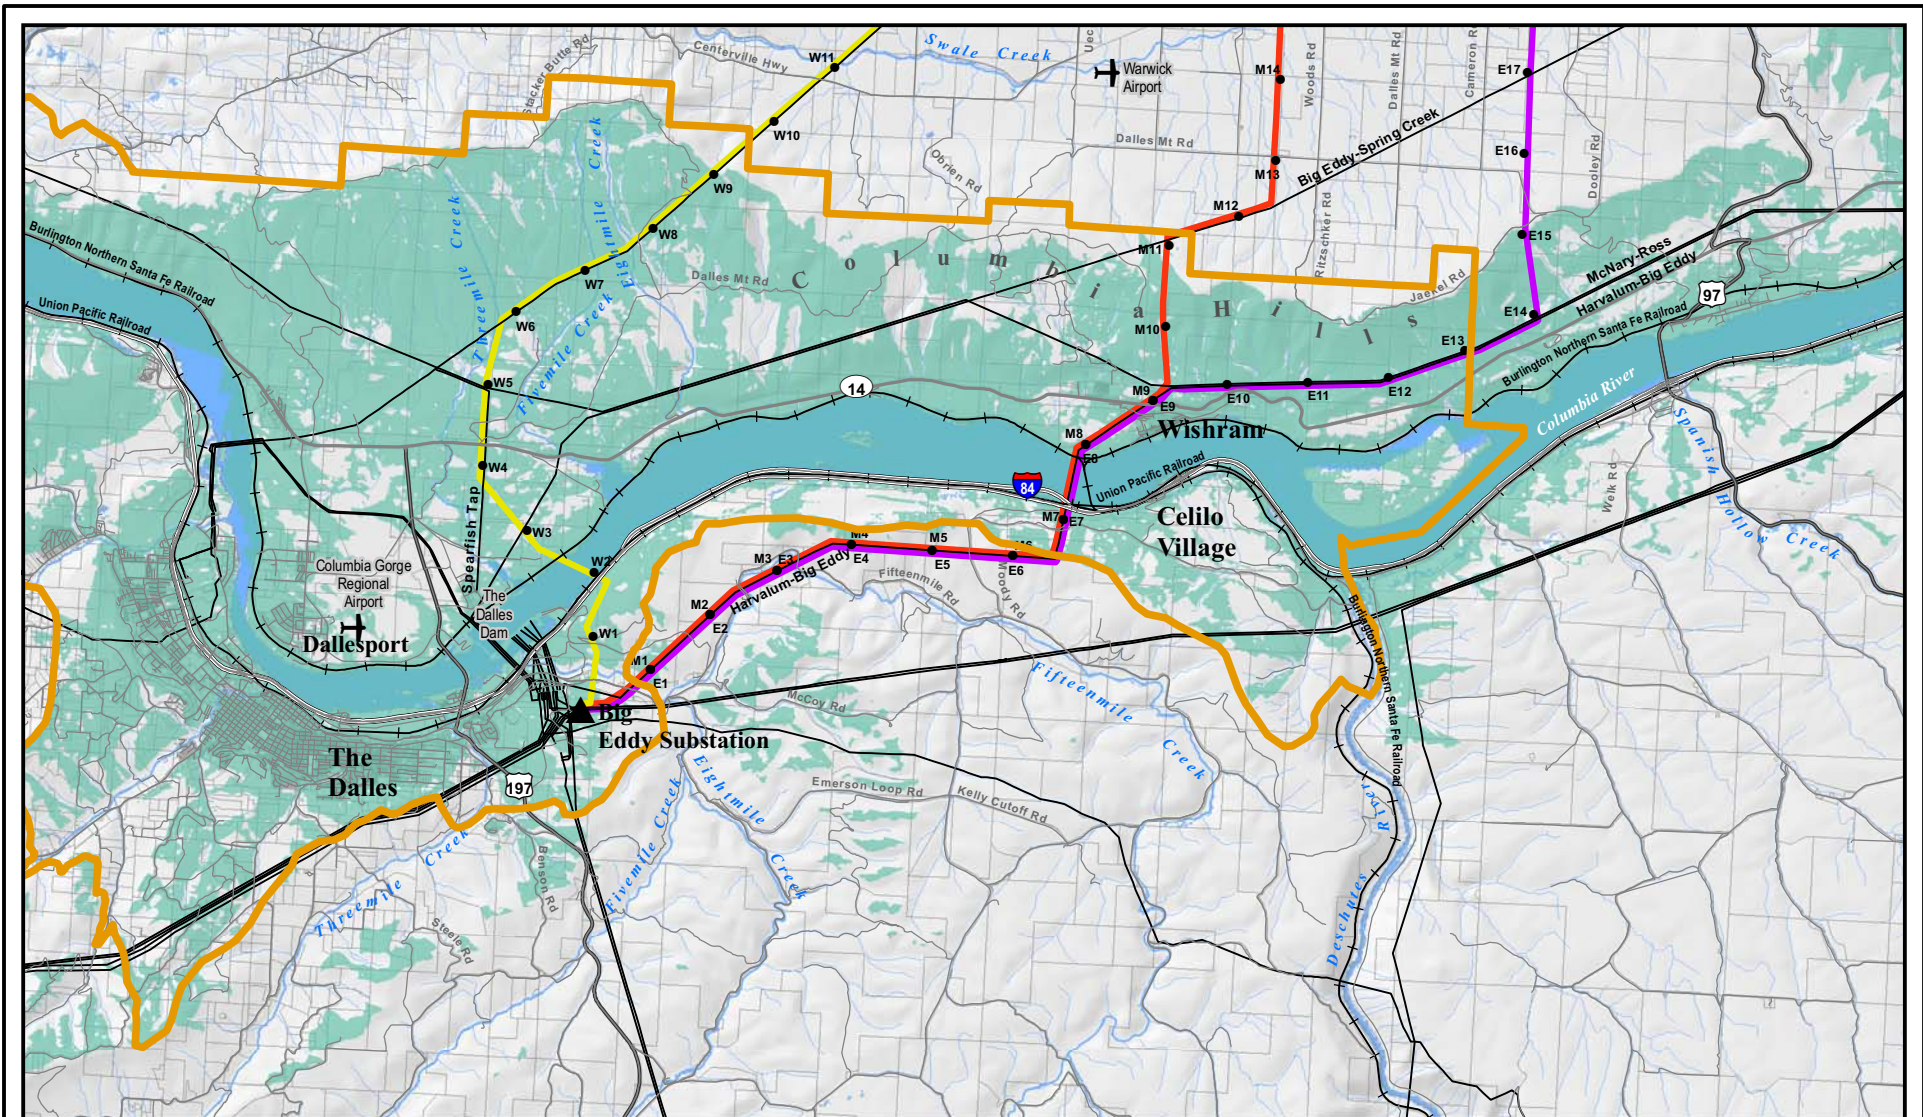 Stacker Butte Rd
Centerville Hwy
W11
Swale Creek
Warwick
Airport
M14
Woods Rd
Dalles Mt Rd
Cameron R
E17
W10
Creek
Dalles Mt Rd
Big Eddy-Spring Creek
E16
Dooley Rd
Obrien Rd
M13
W9
Creek
Eightmile
M12
Ritzschker Rd
W8
M11
E15
McNary-Ross
Harvalum-Big Eddy
Burlington Northern Santa Fe Railroad
Columbia Hills
Dalles Mt Rd
W7
Threemile
Jaekel Rd
97
Union Pacific Railroad
W6
Fivemile Creek
M10
E14
Burlington Northern Santa Fe Railroad
E13
W5
14
M9
E9
E10
E11
E12
Columbia River
Wishram
M8
E8
Spanish
Hollow
Creek
W4
Union Pacific Railroad
84
Welk Rd
Spearfish Tap
W3
M7
E7
Celilo
Village
Columbia Gorge
Regional
Airport
W2
The
Dalles
Dam
M3
E3
M4
E4
M5
E5
M6
E6
Harvalum-Big Eddy
Fifteenmile Rd
Moody Rd
M2
E2
Dallesport
W1
M1
E1
Burlington Northern Santa Fe Railroad
Fifteenmile
Creek
McCoy Rd
Big
Eddy Substation
The
Dalles
197
Eightmile
Creek
Emerson Loop Rd
Kelly Cutoff Rd
Deschutes
River
Threemile
Creek
Benson Rd
Fivemile Creek
Steele Rd